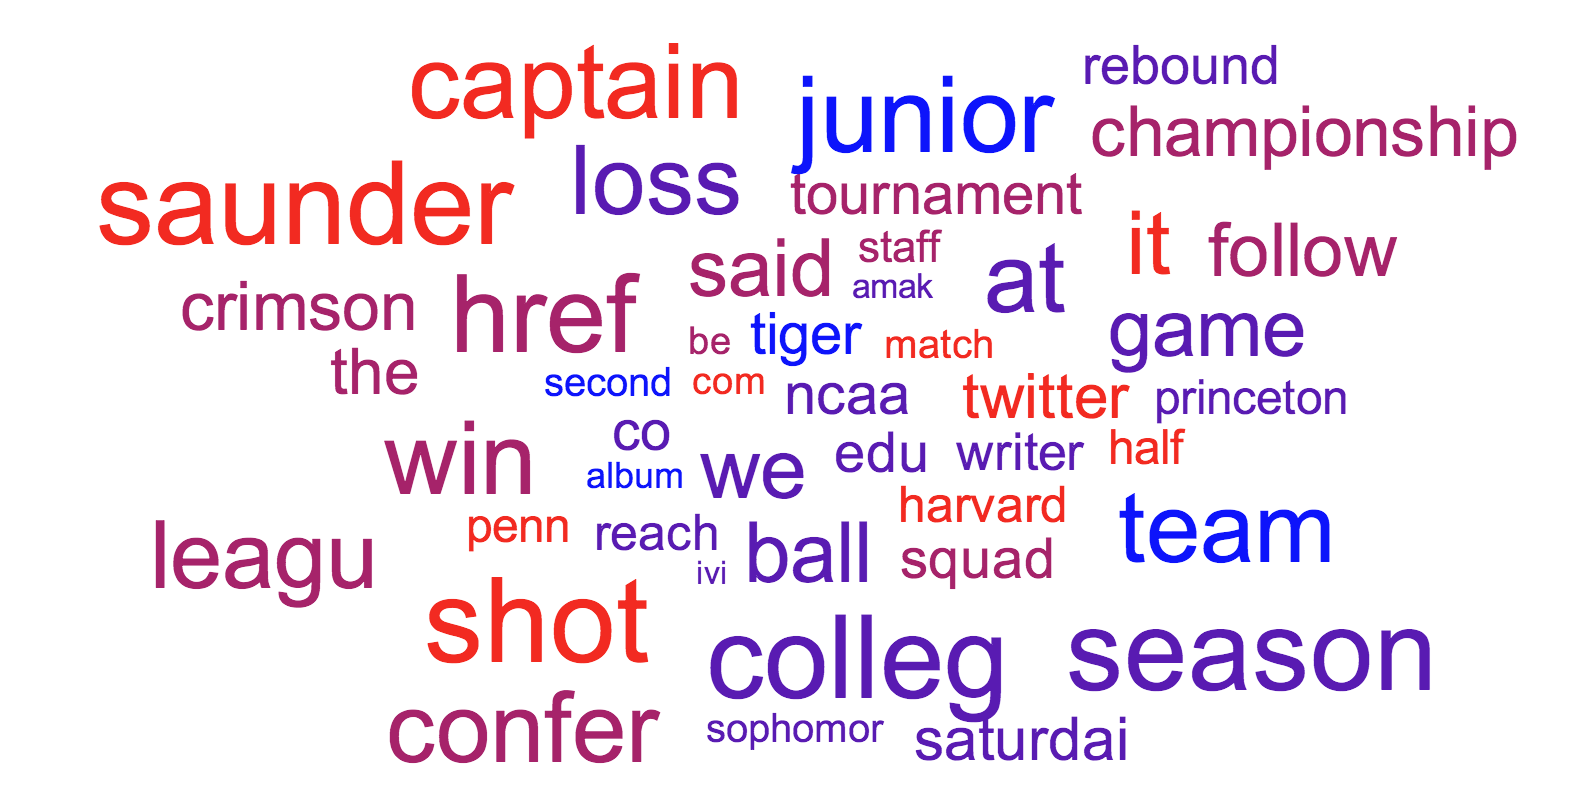 captain
junior
rebound
championship
saunder
loss
tournament
it
follow
said
staff
at
crimson
href
amak
game
the
be
tiger
match
second
com
ncaa
twitter
princeton
win
co
we
edu
writer
half
album
harvard
team
penn
reach
ball
squad
leagu
ivi
shot
colleg
season
confer
sophomor
saturdai